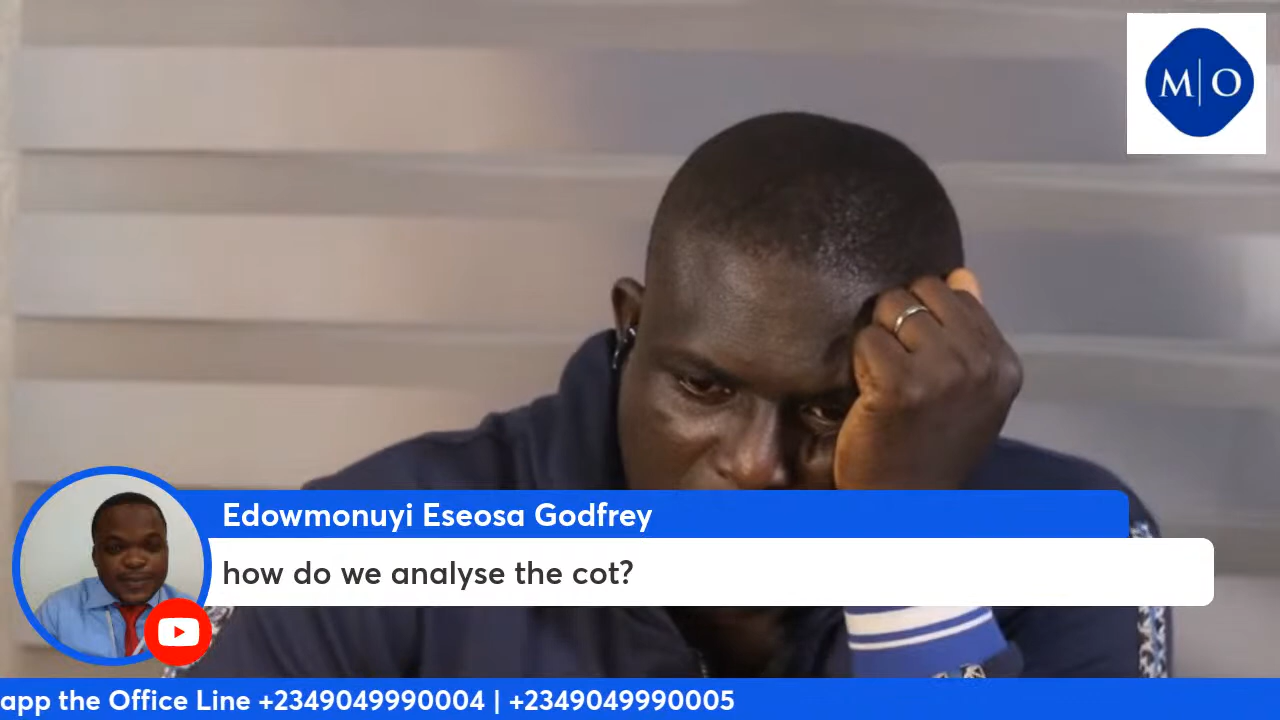 M|O
Edowmonuyi Eseosa Godfrey
how do we analyse the cot?
app the Office Line +2349049990004 | +2349049990005